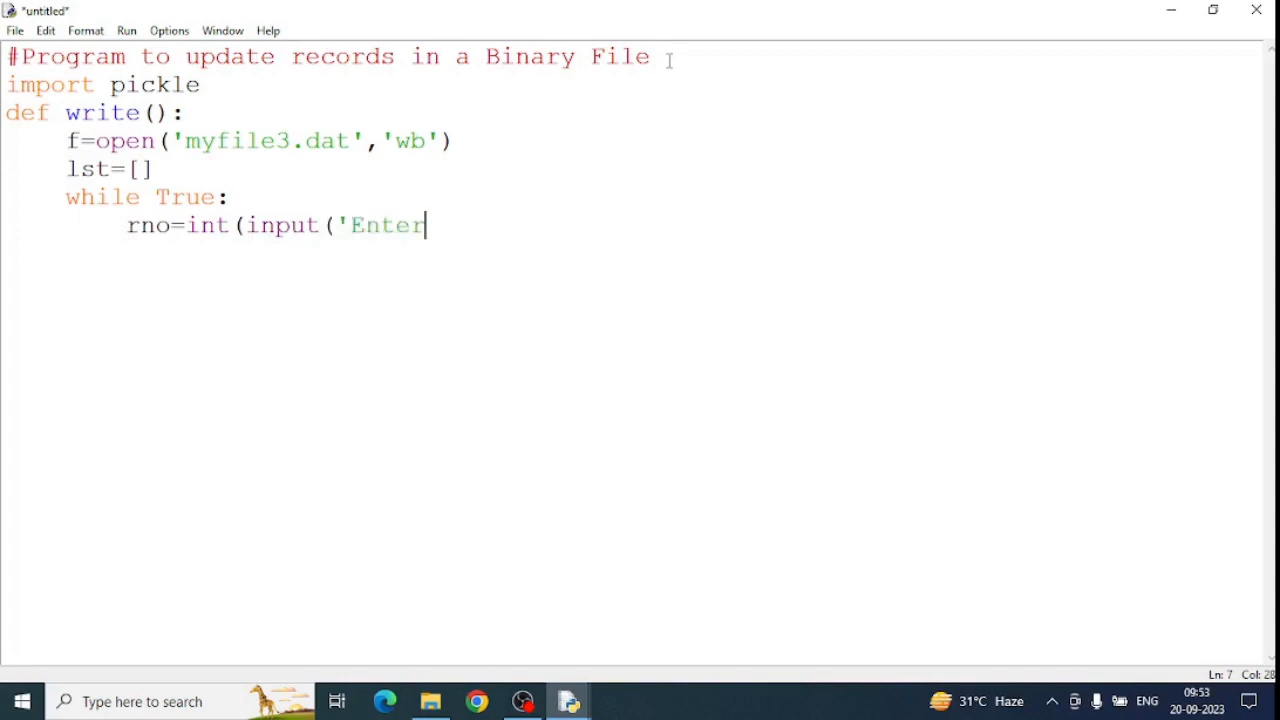 *untitled*
File Edit Format Run Options Window Help
#Program to update records in a Binary File
import pickle
def write():
    f=open('myfile3.dat','wb')
    lst=[]
    while True:
        rno=int(input('Enter
Ln: 7 Col: 28
Type here to search
31°C Haze
ENG
09:53
20-09-2023